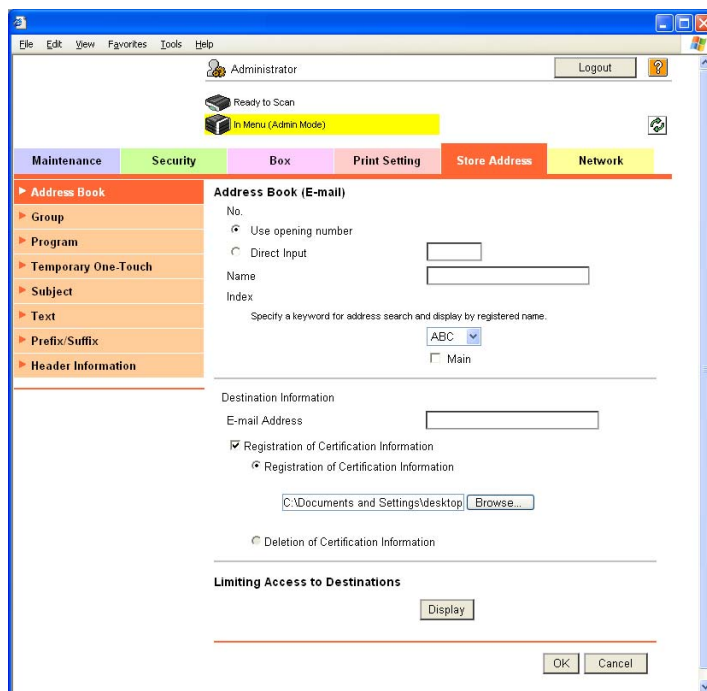 File Edit View Favorites Tools Help
Administrator Logout ?
Ready to Scan
In Menu (Admin Mode)
Maintenance Security Box Print Setting Store Address Network
Address Book
Group
Program
Temporary One-Touch
Subject
Text
Prefix/Suffix
Header Information
Address Book (E-mail)
No.
Use opening number
Direct Input
Name
Index
Specify a keyword for address search and display by registered name.
ABC
Main
Destination Information
E-mail Address
Registration of Certification Information
Registration of Certification Information
C:\Documents and Settings\desktop Browse...
Deletion of Certification Information
Limiting Access to Destinations
Display
OK Cancel